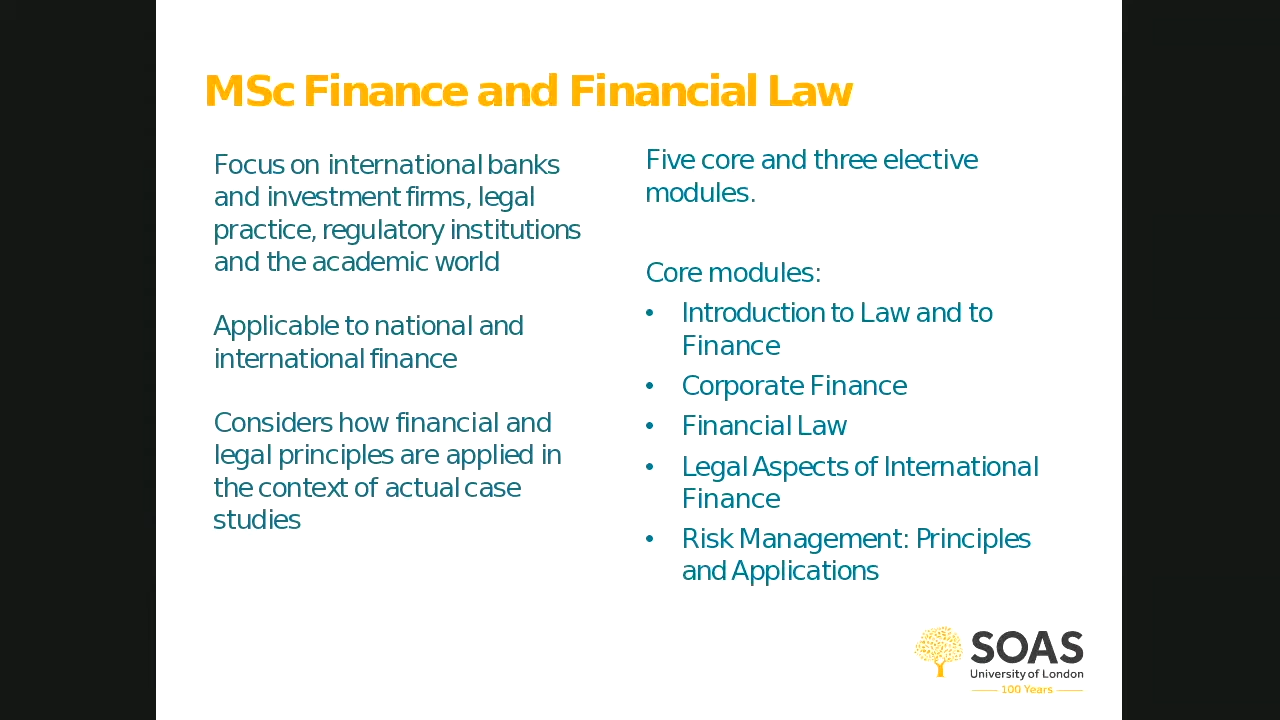 MSc Finance and Financial Law
Focus on international banks
and investment firms, legal
practice, regulatory institutions
and the academic world
Applicable to national and
international finance
Considers how financial and
legal principles are applied in
the context of actual case
studies
Five core and three elective
modules.
Core modules:
• Introduction to Law and to
Finance
• Corporate Finance
• Financial Law
• Legal Aspects of International
Finance
• Risk Management: Principles
and Applications
SOAS
University of London
100 Years